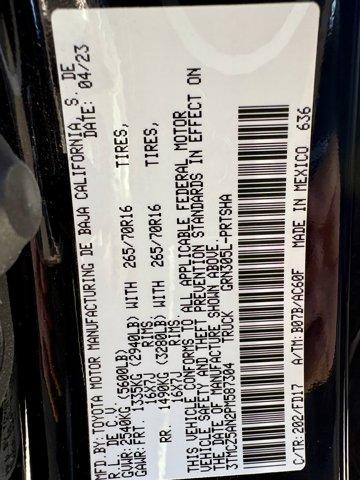 MFD.BY:TOYOTA MOTOR MANUFACTURING DE BAJA CALIFORNIA S. DE
R.L. DE C.V. DATE: 04/23
GVWR: 2540KG (5600LB)
GAWR: FRT. 1335KG (2940LB) WITH 265/70R16 TIRES,
16X7J RIMS
RR. 1490KG (3280LB) WITH 265/70R16 TIRES,
16X7J RIMS
THIS VEHICLE CONFORMS TO ALL APPLICABLE FEDERAL MOTOR
VEHICLE SAFETY AND THEFT PREVENTION STANDARDS IN EFFECT ON
THE DATE OF MANUFACTURE SHOWN ABOVE.
3TMCZ5AN2PM597304 TRUCK GRN305L-PRTSHA
C/TR: 202/FD17 A/TM: B07B/AC60F MADE IN MEXICO 636